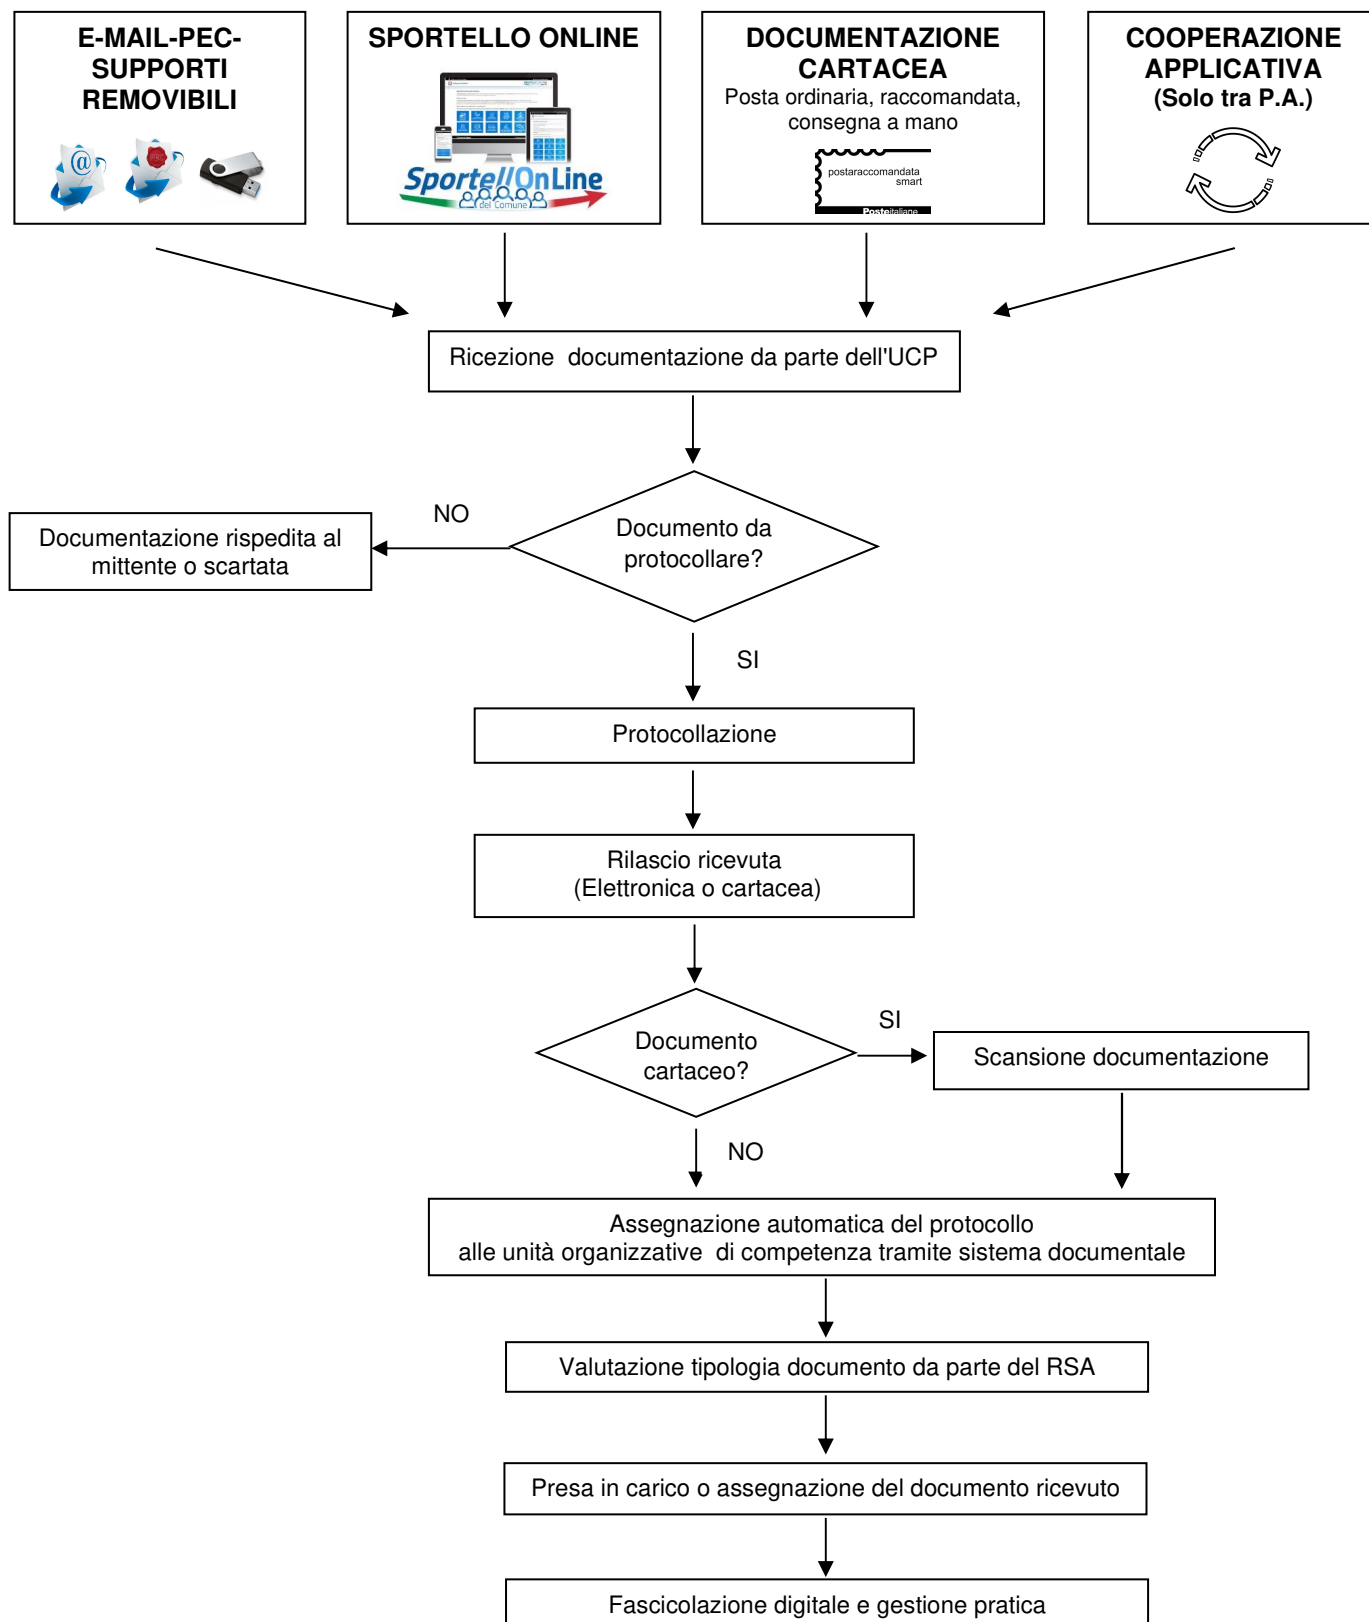 E-MAIL-PEC-
SUPPORTI
REMOVIBILI
@
SPORTELLO ONLINE
SportellOnLine
del Comune
DOCUMENTAZIONE
CARTACEA
Posta ordinaria, raccomandata,
consegna a mano
postaraccomandata
smart
Posteitaliane
COOPERAZIONE
APPLICATIVA
(Solo tra P.A.)
Ricezione documentazione da parte dell'UCP
NO
Documentazione rispedita al
mittente o scartata
Documento da
protocollare?
SI
Protocollazione
Rilascio ricevuta
(Elettronica o cartacea)
Documento
cartaceo?
SI
Scansione documentazione
NO
Assegnazione automatica del protocollo
alle unità organizzative di competenza tramite sistema documentale
Valutazione tipologia documento da parte del RSA
Presa in carico o assegnazione del documento ricevuto
Fascicolazione digitale e gestione pratica